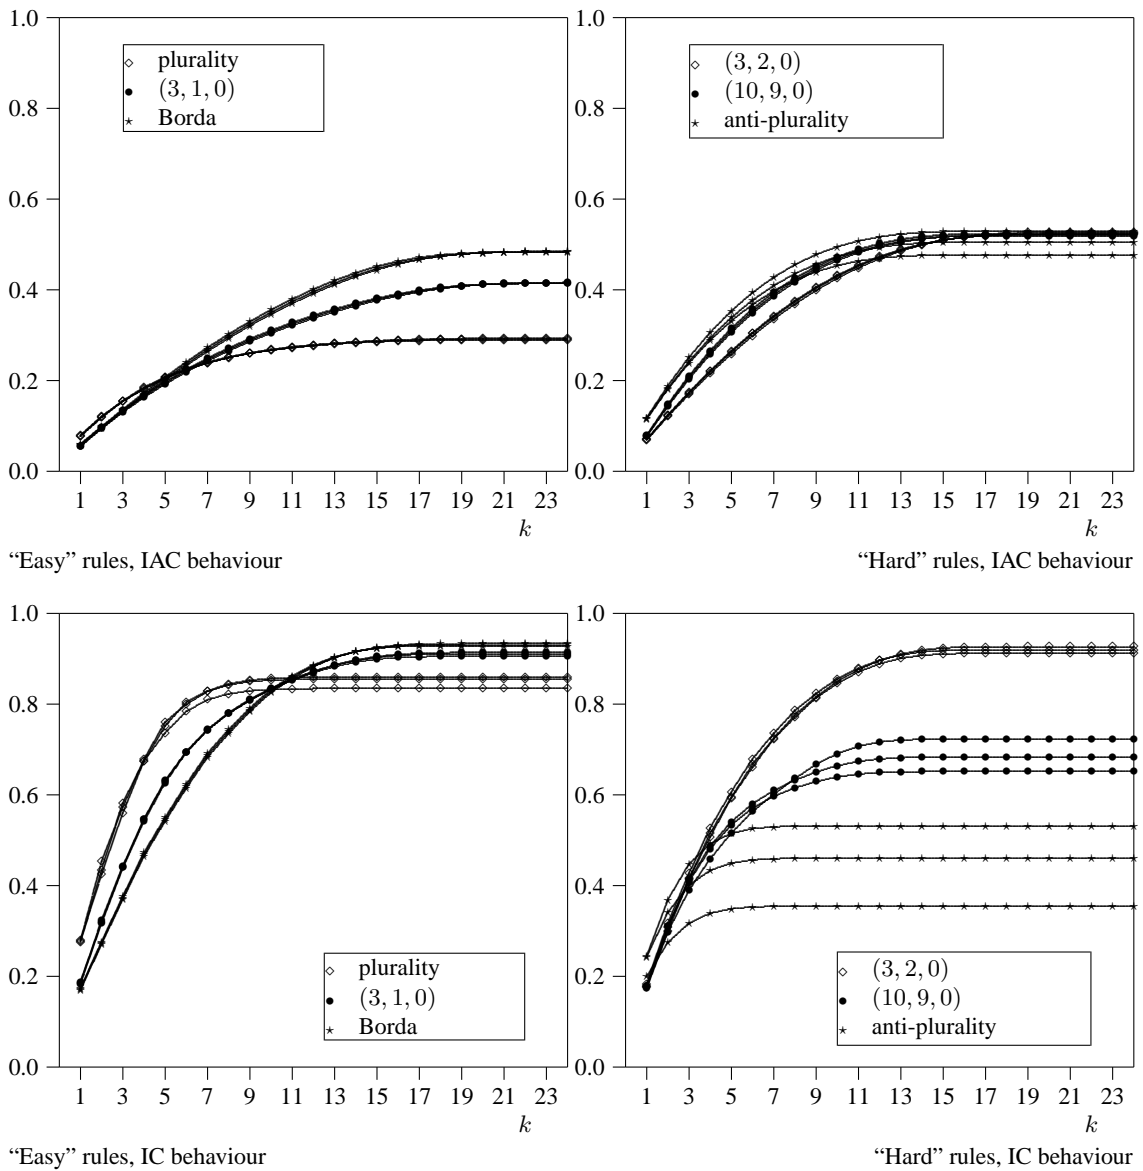 1.0
0.8
0.6
0.4
0.2
0.0
plurality
(3, 1, 0)
Borda
1 3 5 7 9 11 13 15 17 19 21 23
k
"Easy" rules, IAC behaviour
1.0
0.8
0.6
0.4
0.2
0.0
(3, 2, 0)
(10, 9, 0)
anti-plurality
1 3 5 7 9 11 13 15 17 19 21 23
k
"Hard" rules, IAC behaviour
1.0
0.8
0.6
0.4
0.2
0.0
plurality
(3, 1, 0)
Borda
1 3 5 7 9 11 13 15 17 19 21 23
k
"Easy" rules, IC behaviour
1.0
0.8
0.6
0.4
0.2
0.0
(3, 2, 0)
(10, 9, 0)
anti-plurality
1 3 5 7 9 11 13 15 17 19 21 23
k
"Hard" rules, IC behaviour